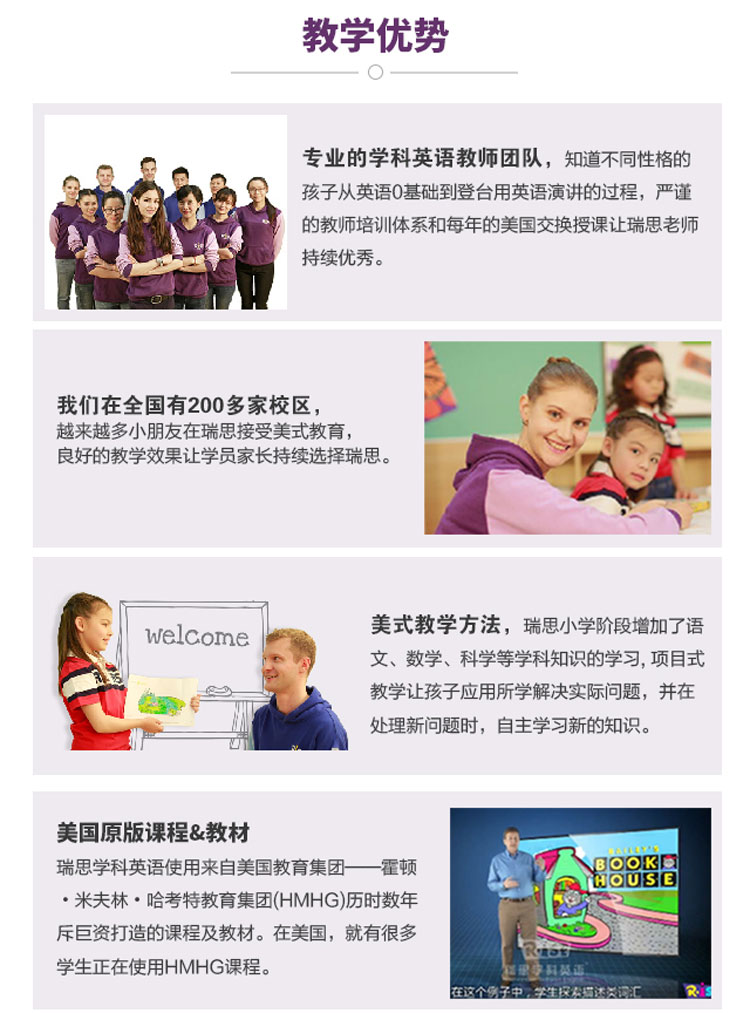 教学优势
专业的学科英语教师团队，知道不同性格的
孩子从英语0基础到登台用英语演讲的过程，严谨
的教师培训体系和每年的美国交换授课让瑞思老师
持续优秀。
我们在全国有200多家校区，
越来越多小朋友在瑞思接受美式教育，
良好的教学效果让学员家长持续选择瑞思。
welcome
美式教学方法，瑞思小学阶段增加了语
文、数学、科学等学科知识的学习, 项目式
教学让孩子应用所学解决实际问题，并在
处理新问题时，自主学习新的知识。
美国原版课程&教材
瑞思学科英语使用来自美国教育集团——霍顿
·米夫林·哈考特教育集团(HMHG)历时数年
斥巨资打造的课程及教材。在美国，就有很多
学生正在使用HMHG课程。
BOOK
HOUSE
瑞思学科英语
在这个例子中，学生探索描述类词汇